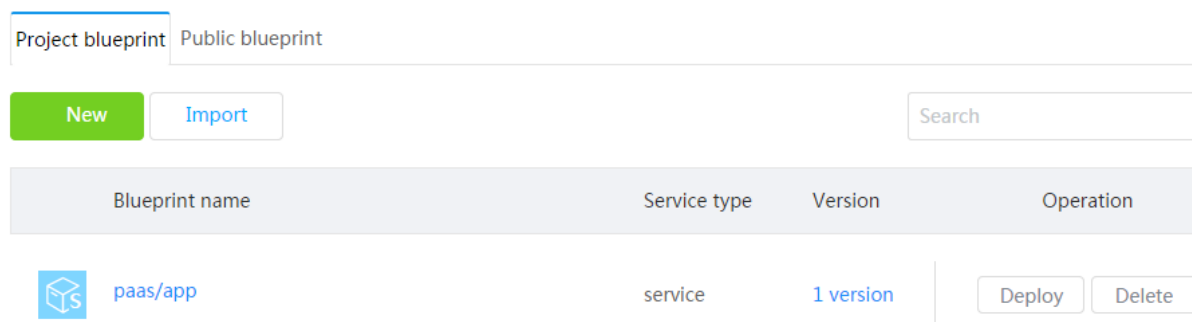 Project blueprint Public blueprint
New Import Search
Blueprint name Service type Version Operation
S paas/app service 1 version Deploy Delete